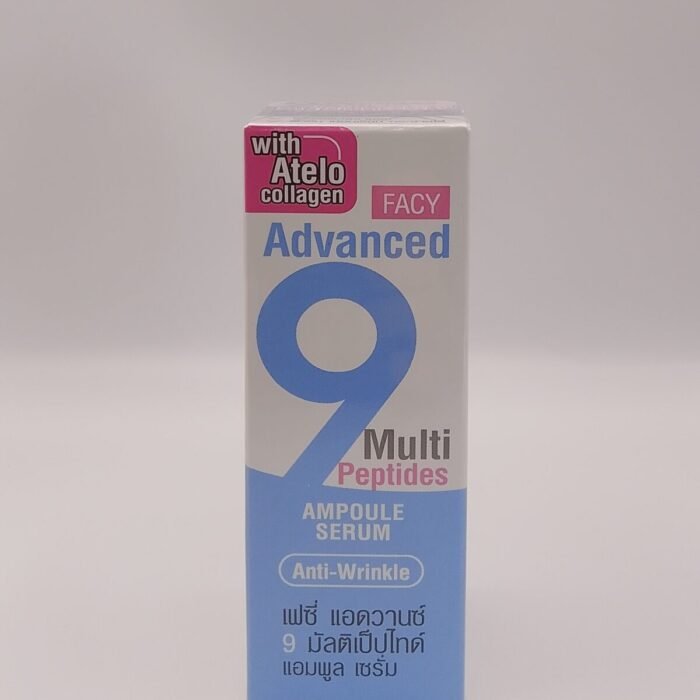 with
Atelo
collagen
FACY
Advanced
9
Multi
Peptides
AMPOULE
SERUM
Anti-Wrinkle
เฟซี่ แอดวานซ์
9 มัลติเป็ปไทด์
แอมพูล เซรั่ม